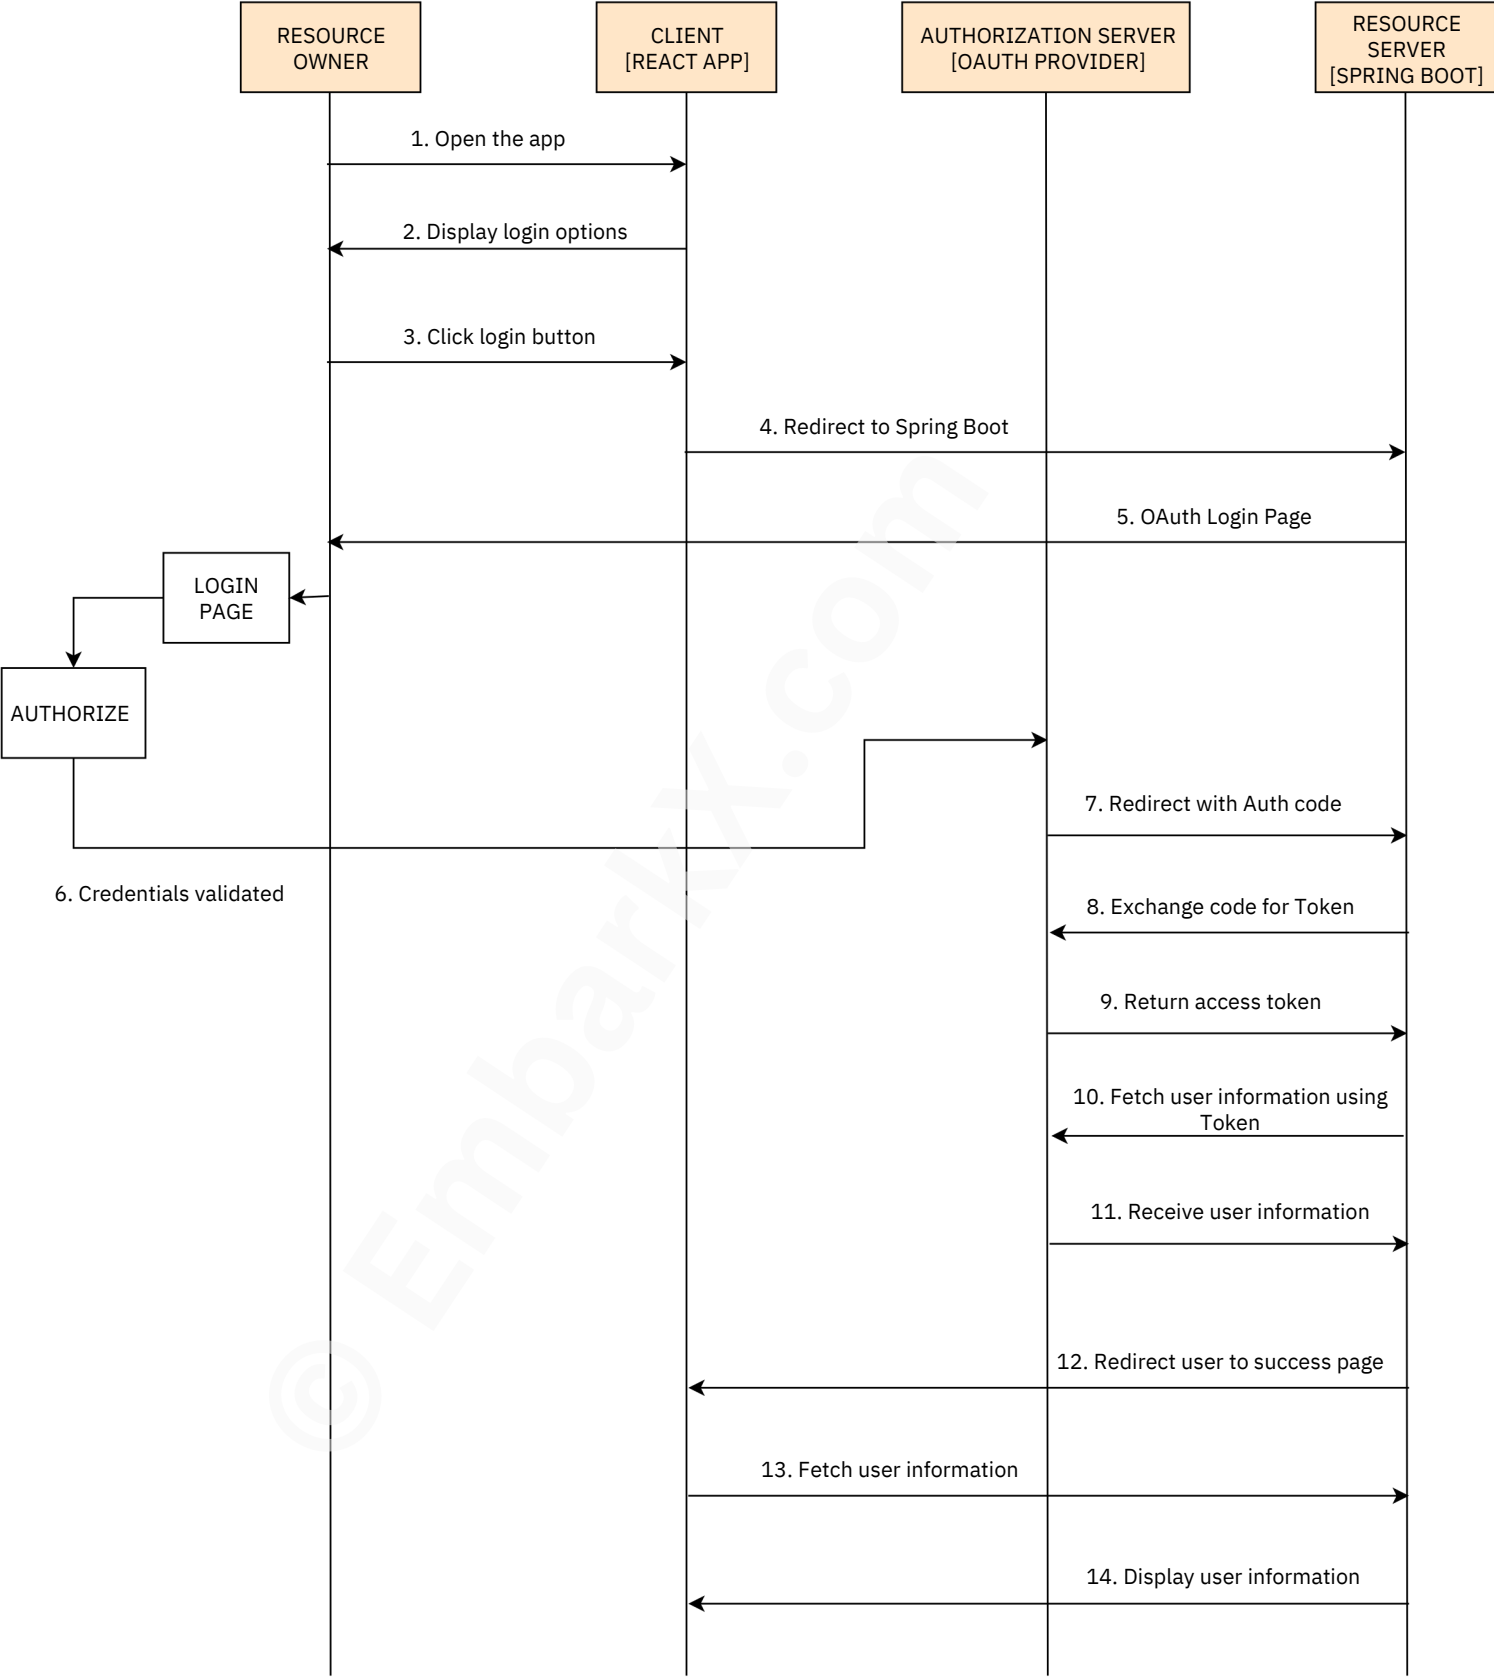 RESOURCE
OWNER
CLIENT
[REACT APP]
AUTHORIZATION SERVER
[OAUTH PROVIDER]
RESOURCE
SERVER
[SPRING BOOT]
1. Open the app
2. Display login options
3. Click login button
4. Redirect to Spring Boot
5. OAuth Login Page
LOGIN
PAGE
AUTHORIZE
7. Redirect with Auth code
6. Credentials validated
8. Exchange code for Token
9. Return access token
10. Fetch user information using
Token
11. Receive user information
12. Redirect user to success page
13. Fetch user information
14. Display user information
© EmbarkX.com